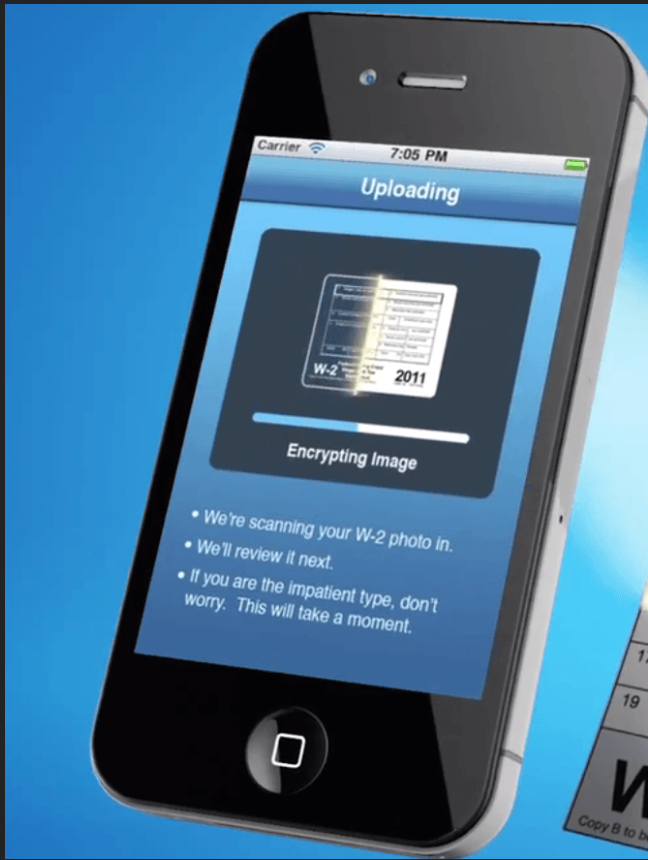 Carrier
7:05 PM
Uploading
W-2
2011
Encrypting Image
• We're scanning your W-2 photo in.
• We'll review it next.
• If you are the impatient type, don't
worry.  This will take a moment.
19
W
Copy B to be